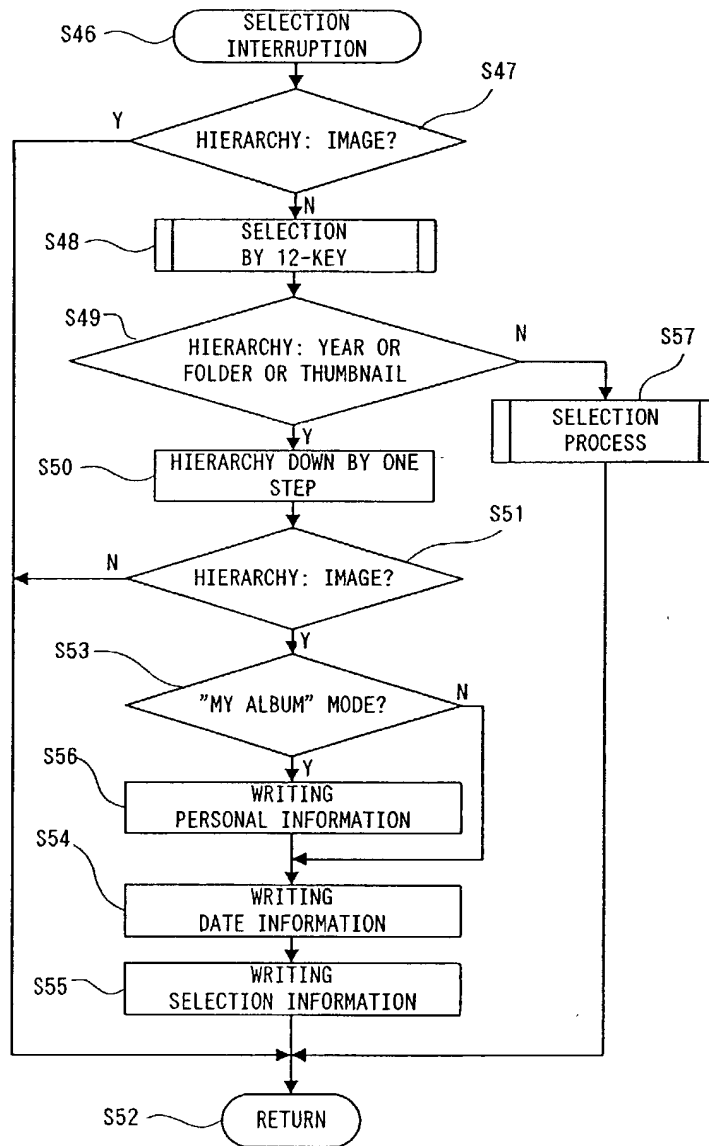 S46
SELECTION
INTERRUPTION
S47
Y
HIERARCHY: IMAGE?
N
S48
SELECTION
BY 12-KEY
S49
N
HIERARCHY: YEAR OR
FOLDER OR THUMBNAIL
S57
SELECTION
PROCESS
Y
S50
HIERARCHY DOWN BY ONE
STEP
S51
N
HIERARCHY: IMAGE?
Y
S53
"MY ALBUM" MODE?
N
S56
Y
WRITING
PERSONAL INFORMATION
S54
WRITING
DATE INFORMATION
S55
WRITING
SELECTION INFORMATION
S52
RETURN